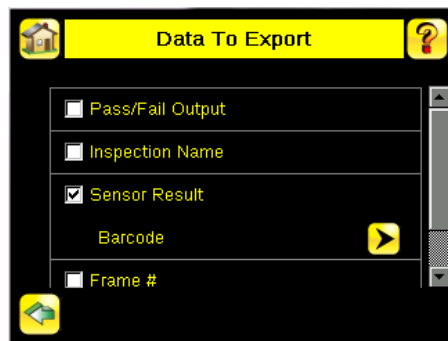 Data To Export
?
Pass/Fail Output
Inspection Name
Sensor Result
Barcode
Frame #